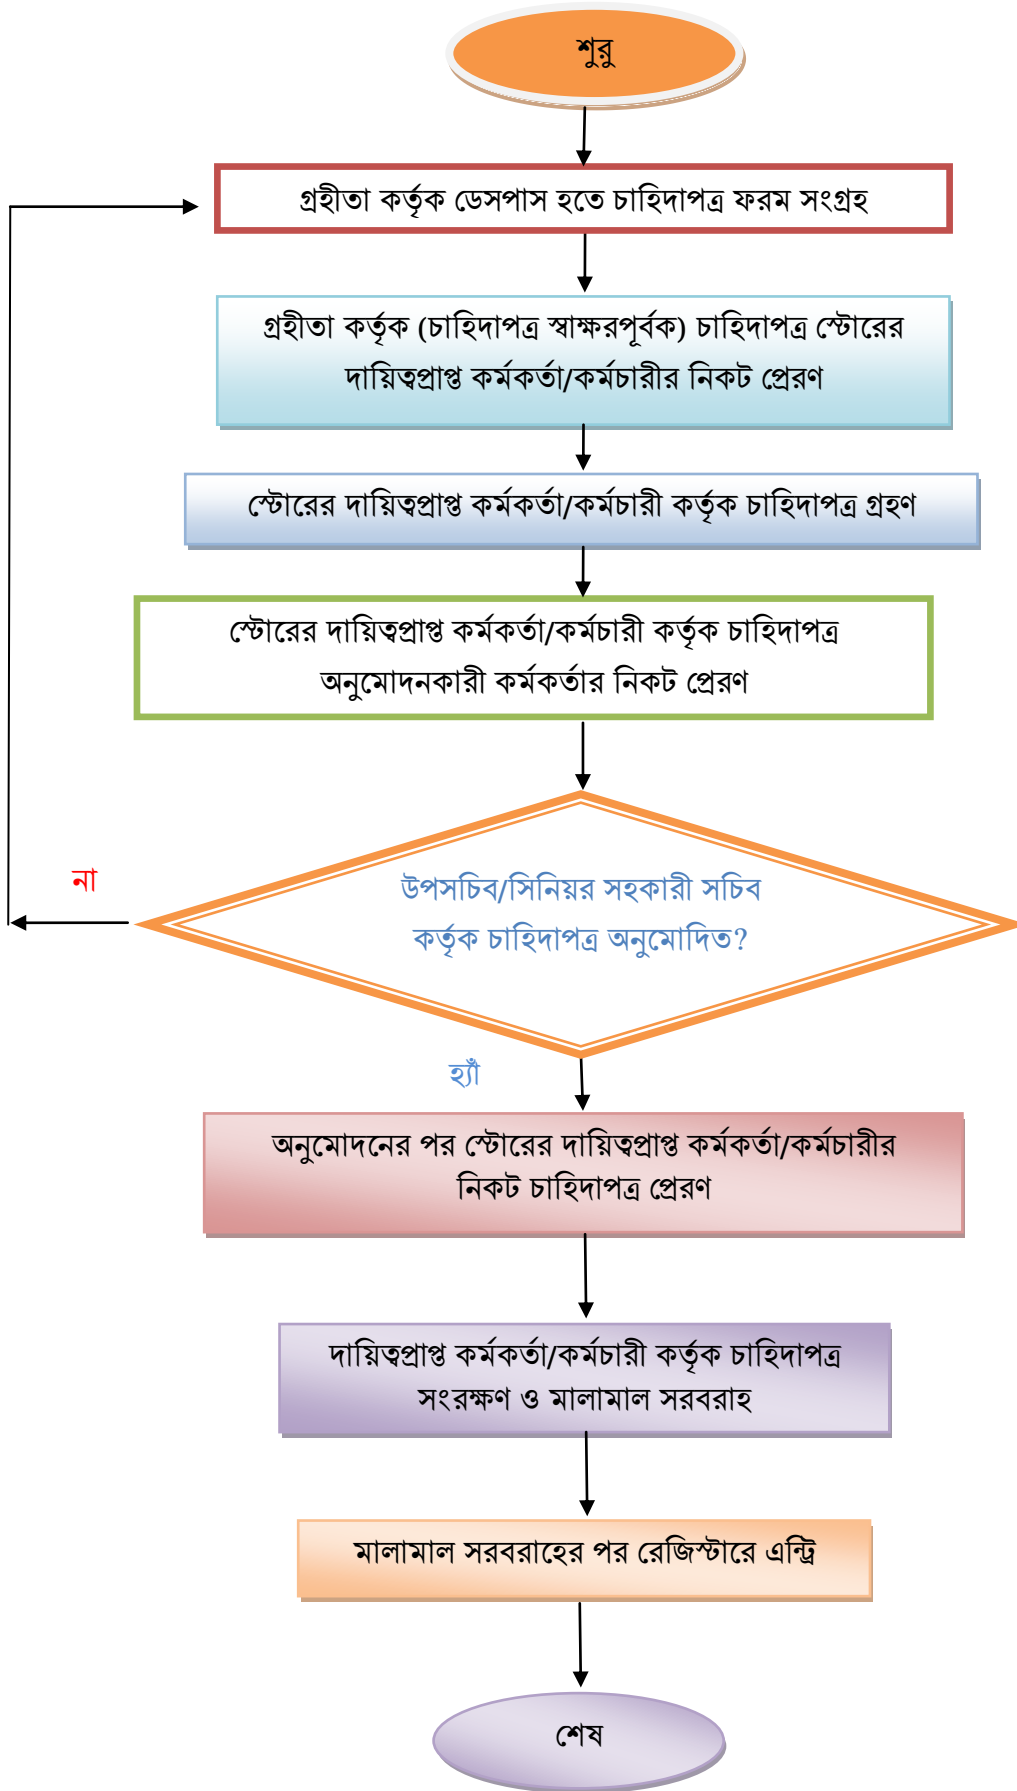 শুরু
গ্রহীতা কর্তৃক ডেসপাস হতে চাহিদাপত্র ফরম সংগ্রহ
গ্রহীতা কর্তৃক (চাহিদাপত্র স্বাক্ষরপূর্বক) চাহিদাপত্র স্টোরের
দায়িত্বপ্রাপ্ত কর্মকর্তা/কর্মচারীর নিকট প্রেরণ
স্টোরের দায়িত্বপ্রাপ্ত কর্মকর্তা/কর্মচারী কর্তৃক চাহিদাপত্র গ্রহণ
স্টোরের দায়িত্বপ্রাপ্ত কর্মকর্তা/কর্মচারী কর্তৃক চাহিদাপত্র
অনুমোদনকারী কর্মকর্তার নিকট প্রেরণ
না
উপসচিব/সিনিয়র সহকারী সচিব
কর্তৃক চাহিদাপত্র অনুমোদিত?
হ্যাঁ
অনুমোদনের পর স্টোরের দায়িত্বপ্রাপ্ত কর্মকর্তা/কর্মচারীর
নিকট চাহিদাপত্র প্রেরণ
দায়িত্বপ্রাপ্ত কর্মকর্তা/কর্মচারী কর্তৃক চাহিদাপত্র
সংরক্ষণ ও মালামাল সরবরাহ
মালামাল সরবরাহের পর রেজিস্টারে এন্ট্রি
শেষ